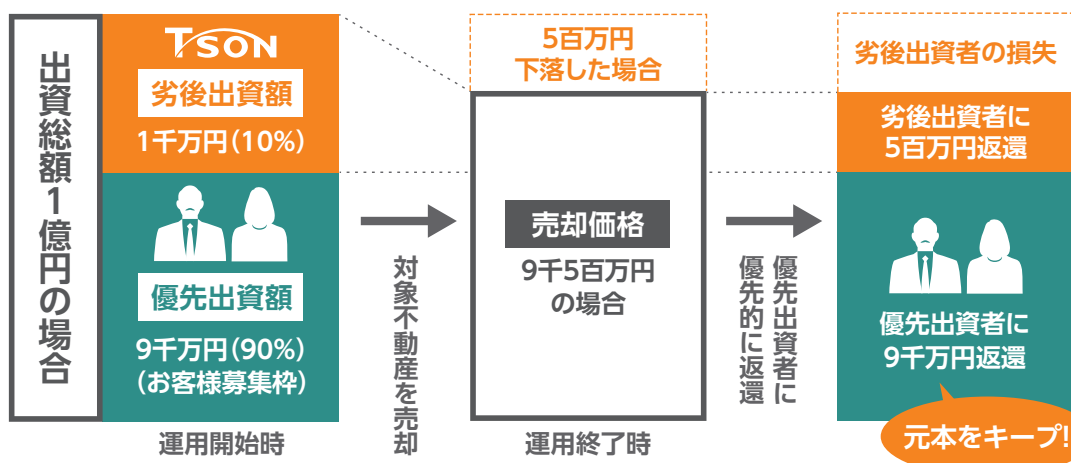 出資総額1億円の場合
TSON
劣後出資額
1千万円(10%)
優先出資額
9千万円(90%)
(お客様募集枠)
運用開始時
対象不動産を売却
5百万円
下落した場合
売却価格
9千5百万円
の場合
運用終了時
優先出資者に
優先的に返還
劣後出資者の損失
劣後出資者に
5百万円返還
優先出資者に
9千万円返還
元本をキープ!